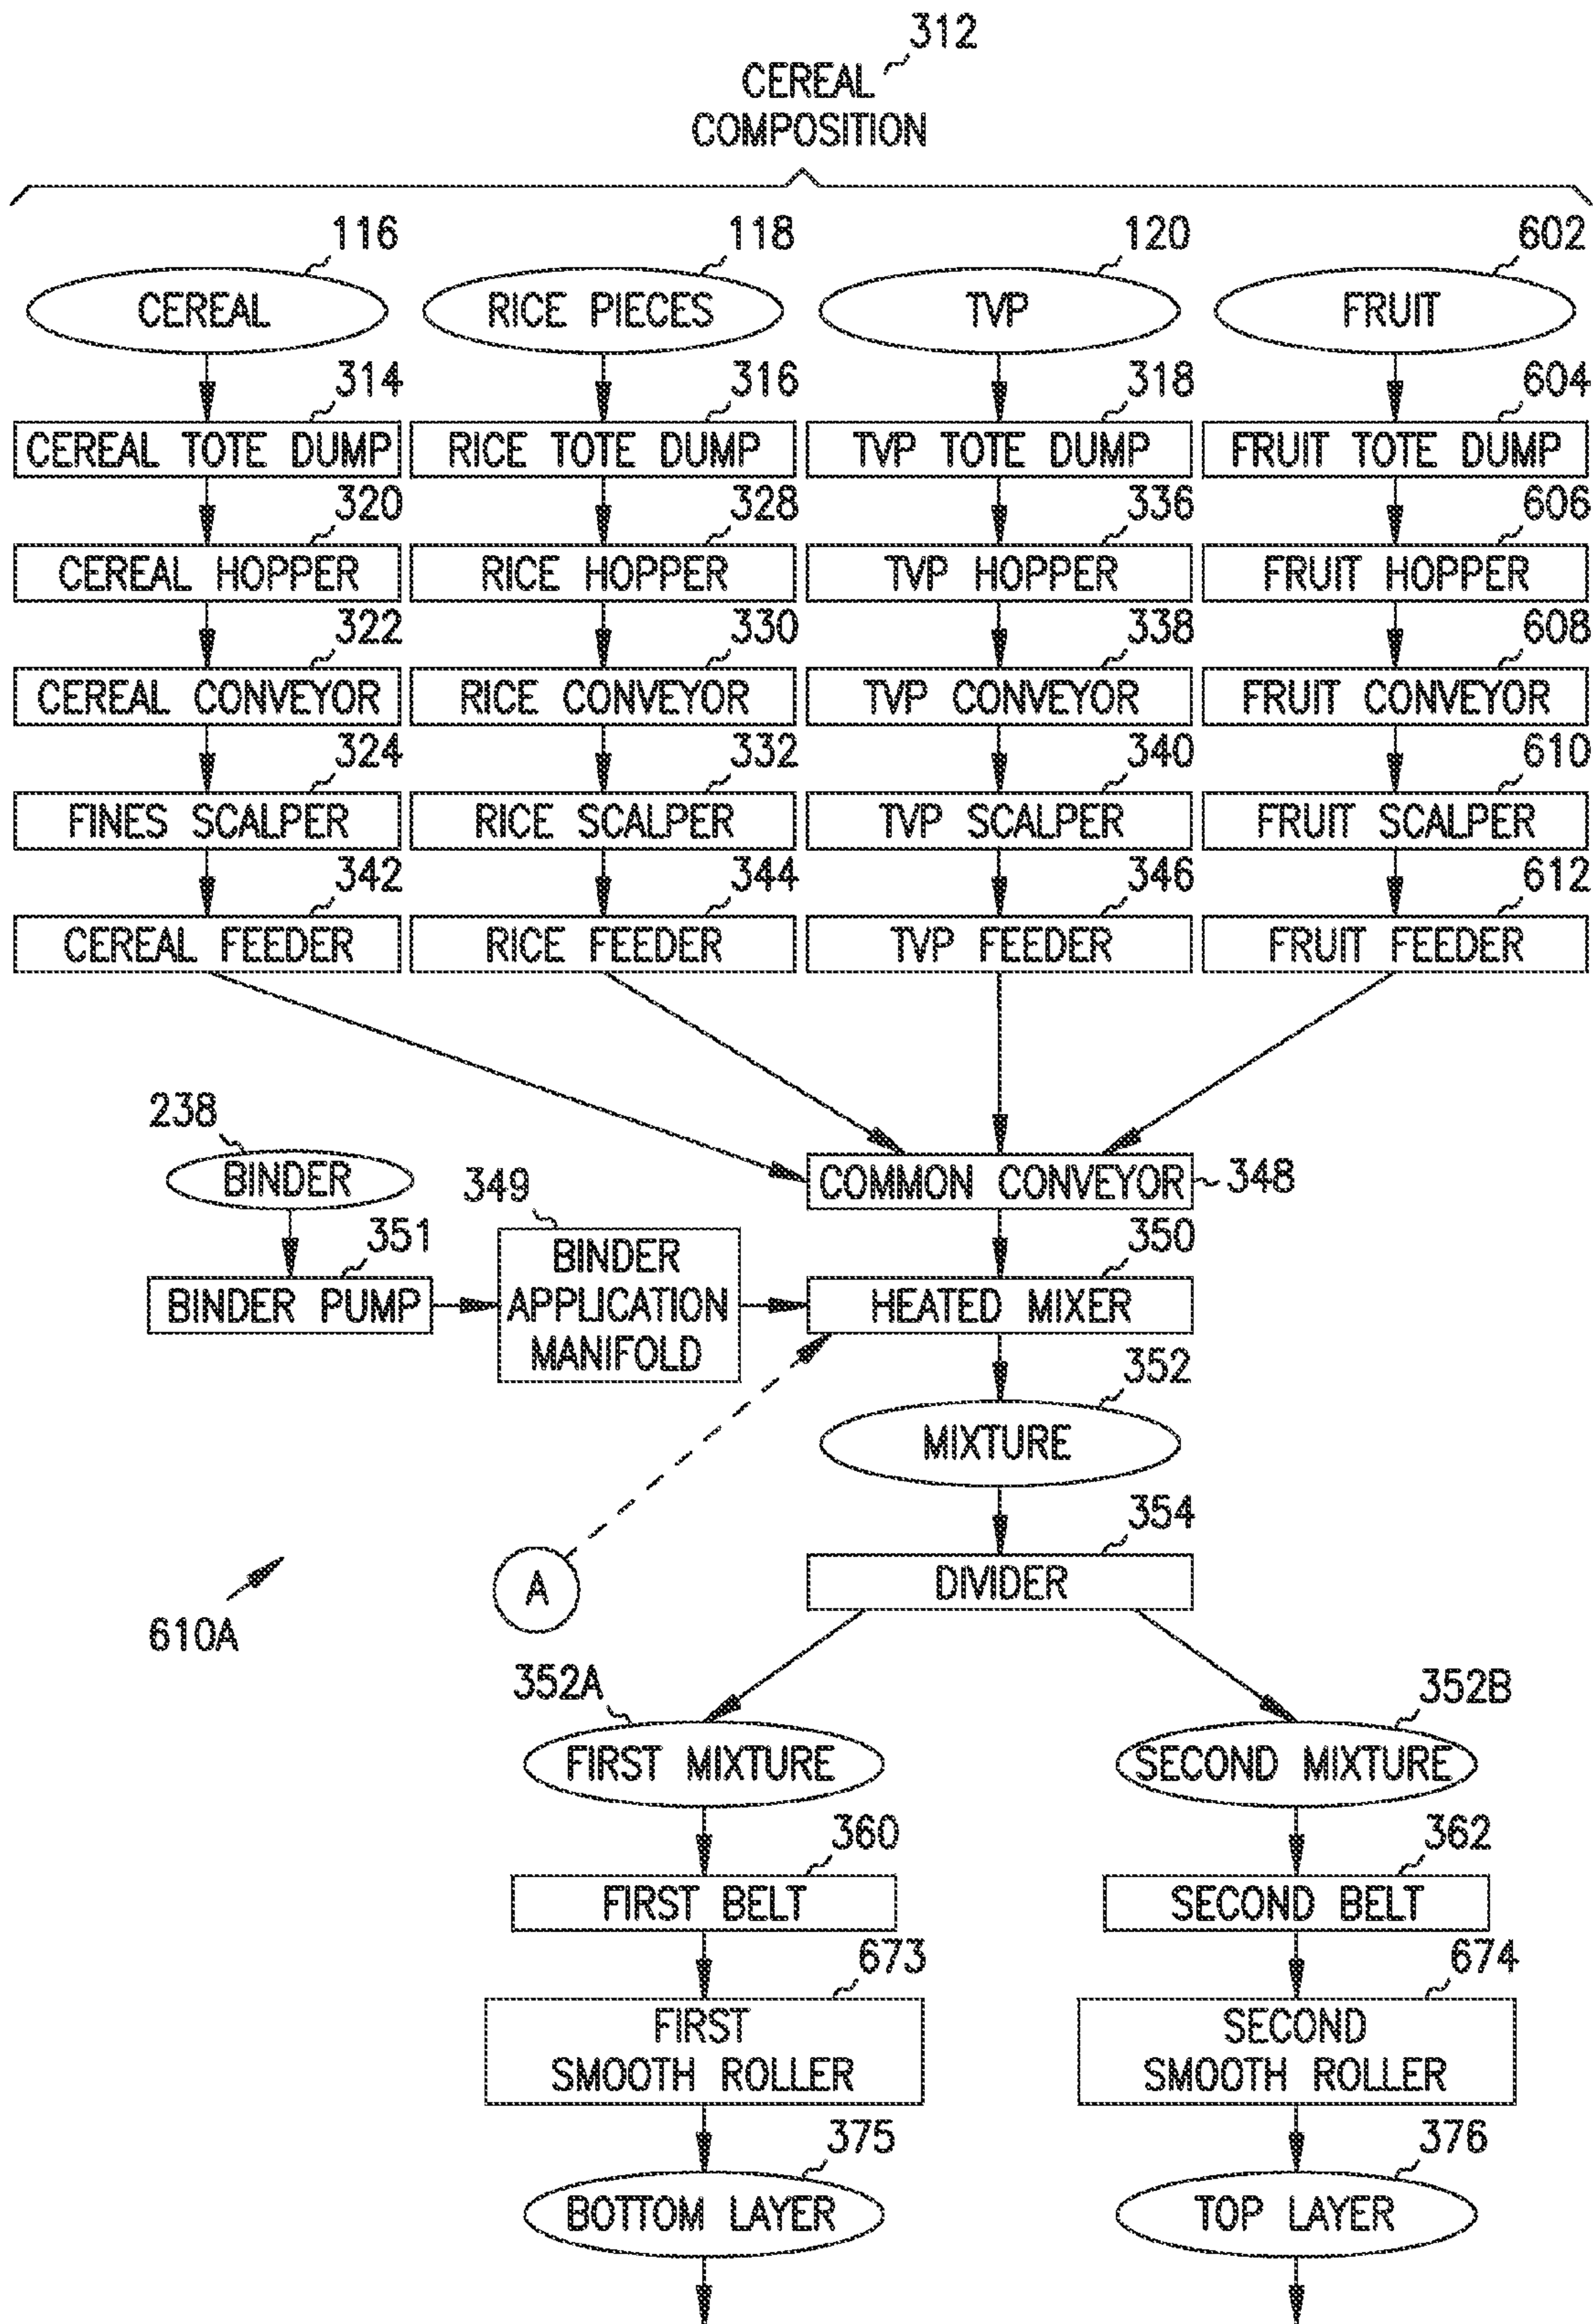 312
CEREAL
COMPOSITION
116 118 120 602
CEREAL RICE PIECES TVP FRUIT
314 316 318 604
CEREAL TOTE DUMP RICE TOTE DUMP TVP TOTE DUMP FRUIT TOTE DUMP
320 328 336 606
CEREAL HOPPER RICE HOPPER TVP HOPPER FRUIT HOPPER
322 330 338 608
CEREAL CONVEYOR RICE CONVEYOR TVP CONVEYOR FRUIT CONVEYOR
324 332 340 610
FINES SCALPER RICE SCALPER TVP SCALPER FRUIT SCALPER
342 344 346 612
CEREAL FEEDER RICE FEEDER TVP FEEDER FRUIT FEEDER
238
BINDER
349
COMMON CONVEYOR 348
351
BINDER PUMP
BINDER
APPLICATION
MANIFOLD
350
HEATED MIXER
352
MIXTURE
354
A
DIVIDER
610A
352A 352B
FIRST MIXTURE SECOND MIXTURE
360 362
FIRST BELT SECOND BELT
673 674
FIRST
SMOOTH ROLLER
SECOND
SMOOTH ROLLER
375 376
BOTTOM LAYER TOP LAYER